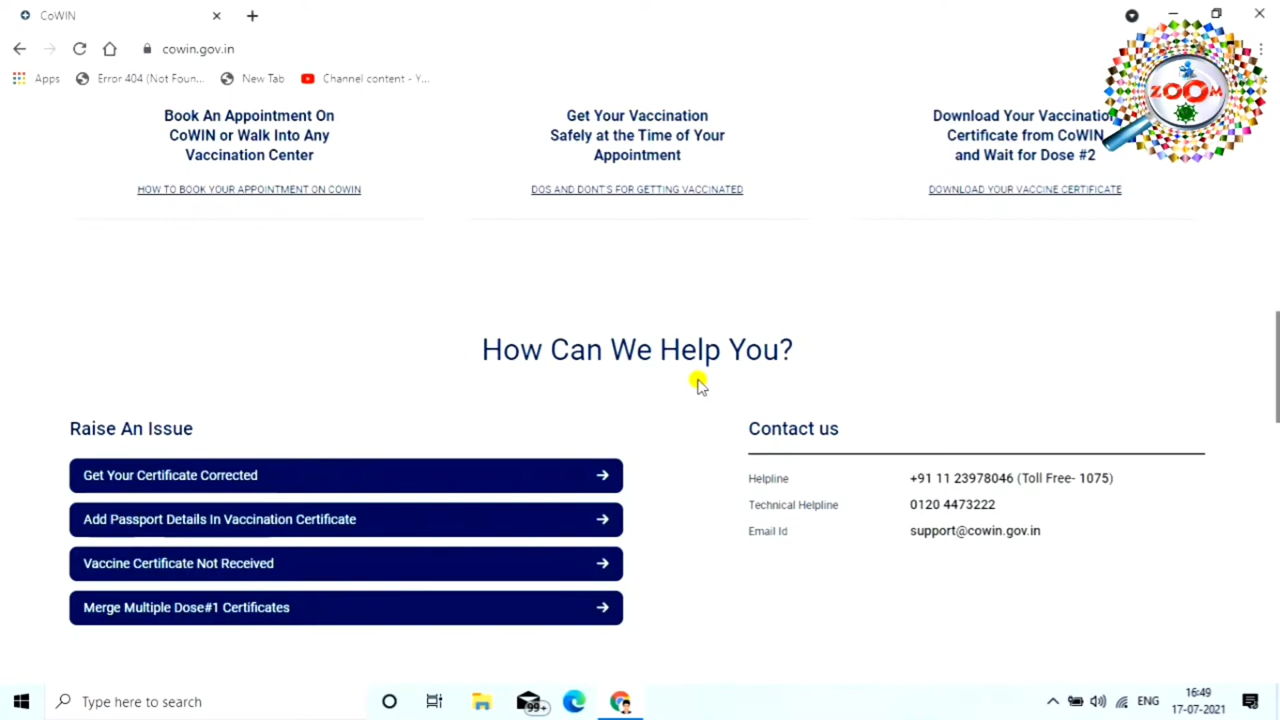 CoWIN
cowin.gov.in
Apps
Error 404 (Not Foun...
New Tab
Channel content - Y...
ZOOM
Book An Appointment On
CoWIN or Walk Into Any
Vaccination Center
HOW TO BOOK YOUR APPOINTMENT ON COWIN
Get Your Vaccination
Safely at the Time of Your
Appointment
DOS AND DONT'S FOR GETTING VACCINATED
Download Your Vaccination
Certificate from CoWIN
and Wait for Dose #2
DOWNLOAD YOUR VACCINE CERTIFICATE
How Can We Help You?
Raise An Issue
Get Your Certificate Corrected
Add Passport Details In Vaccination Certificate
Vaccine Certificate Not Received
Merge Multiple Dose#1 Certificates
Contact us
Helpline +91 11 23978046 (Toll Free- 1075)
Technical Helpline 0120 4473222
Email Id support@cowin.gov.in
Type here to search
99+
ENG
16:49
17-07-2021